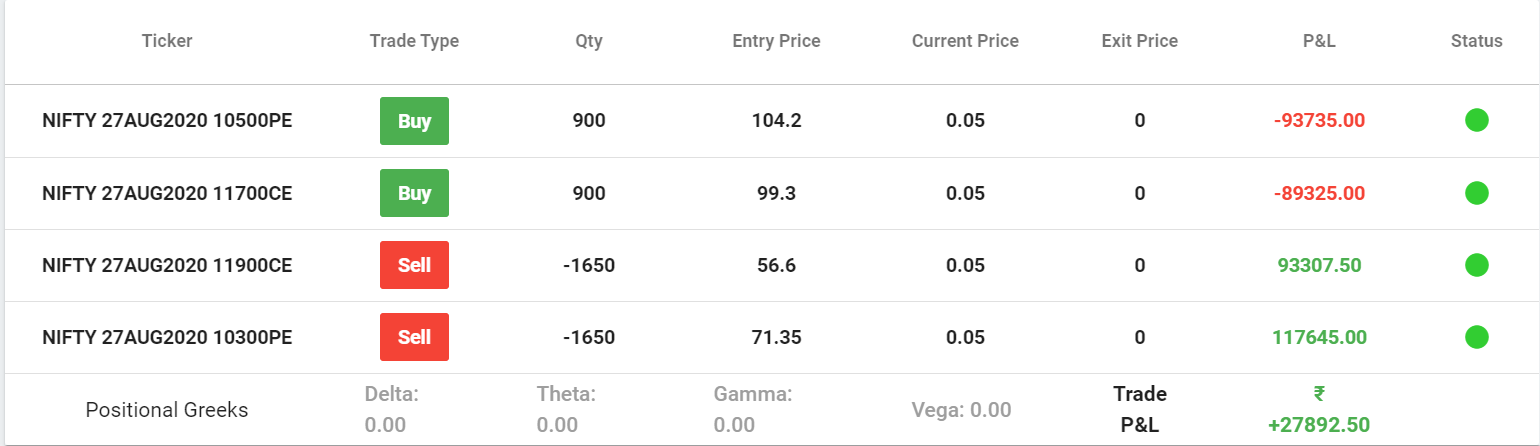 Ticker Trade Type Qty Entry Price Current Price Exit Price P&L Status
NIFTY 27AUG2020 10500PE Buy 900 104.2 0.05 0 -93735.00
NIFTY 27AUG2020 11700CE Buy 900 99.3 0.05 0 -89325.00
NIFTY 27AUG2020 11900CE Sell -1650 56.6 0.05 0 93307.50
NIFTY 27AUG2020 10300PE Sell -1650 71.35 0.05 0 117645.00
Positional Greeks
Delta:
0.00
Theta:
0.00
Gamma:
0.00
Vega: 0.00
Trade
P&L
₹
+27892.50